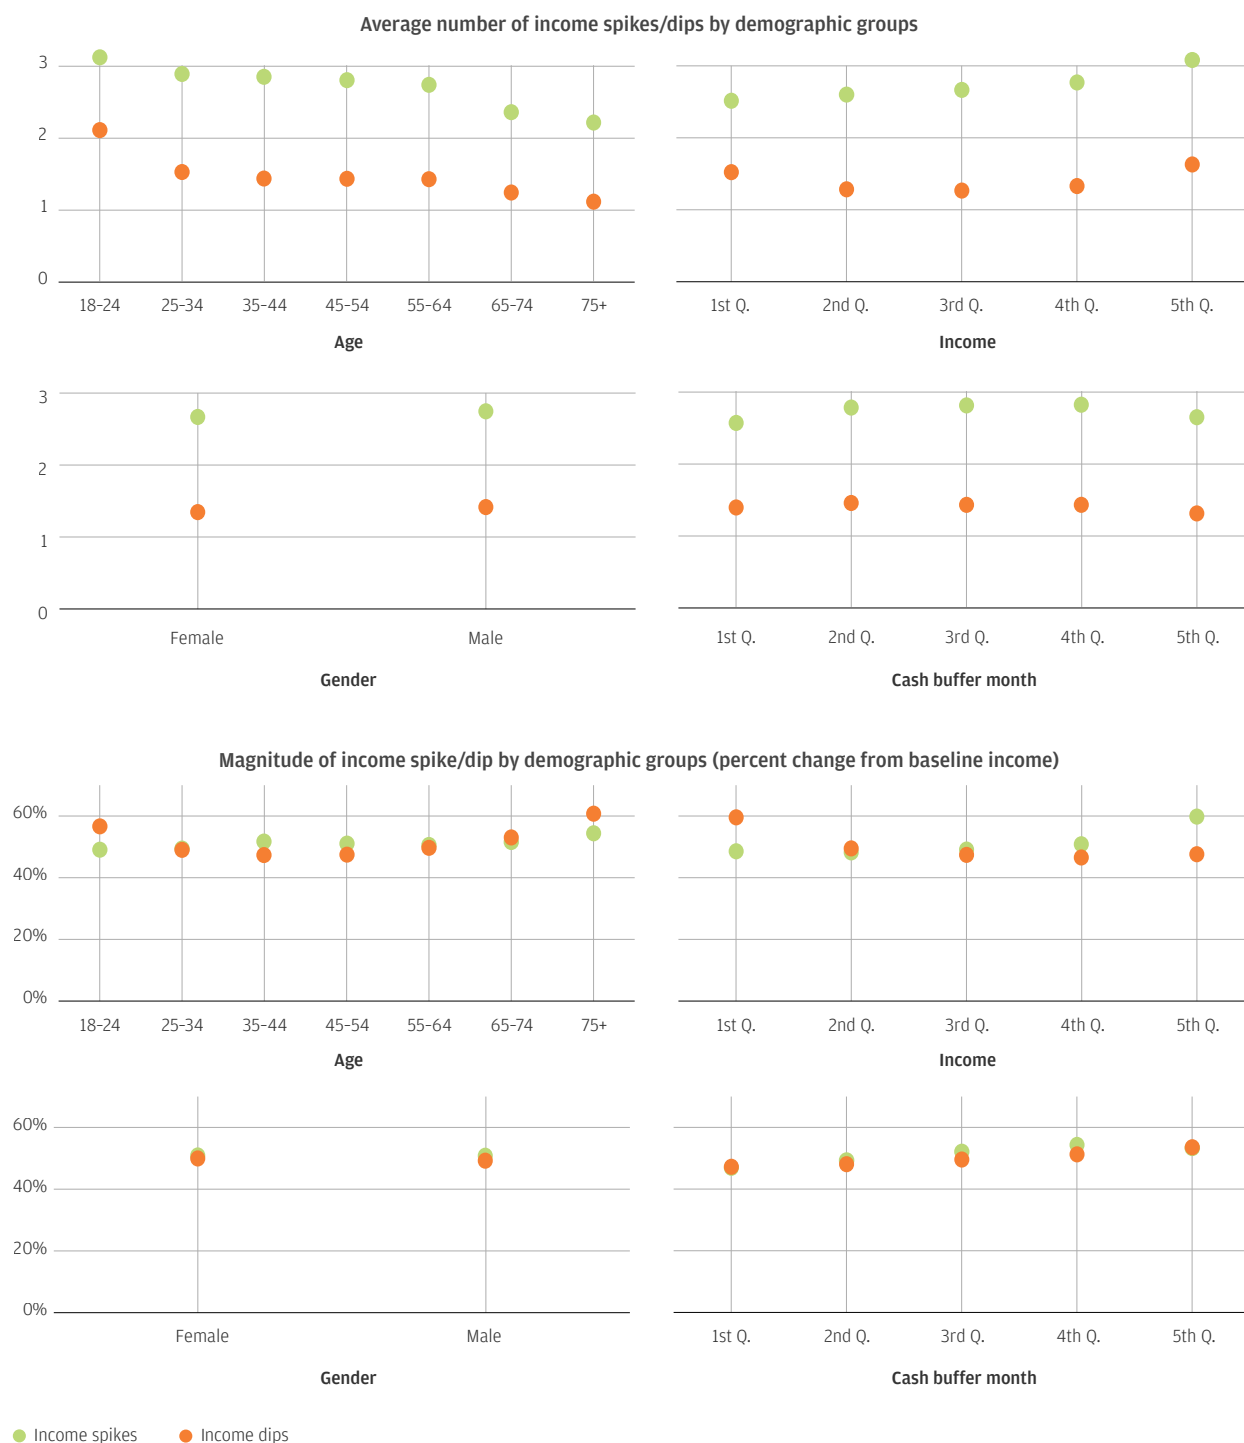 Average number of income spikes/dips by demographic groups
3
2
1
0
18-24 25-34 35-44 45-54 55-64 65-74 75+
Age
1st Q. 2nd Q. 3rd Q. 4th Q. 5th Q.
Income
3
2
1
0
Female Male
Gender
1st Q. 2nd Q. 3rd Q. 4th Q. 5th Q.
Cash buffer month
Magnitude of income spike/dip by demographic groups (percent change from baseline income)
60%
40%
20%
0%
18-24 25-34 35-44 45-54 55-64 65-74 75+
Age
1st Q. 2nd Q. 3rd Q. 4th Q. 5th Q.
Income
60%
40%
20%
0%
Female Male
Gender
1st Q. 2nd Q. 3rd Q. 4th Q. 5th Q.
Cash buffer month
Income spikes Income dips